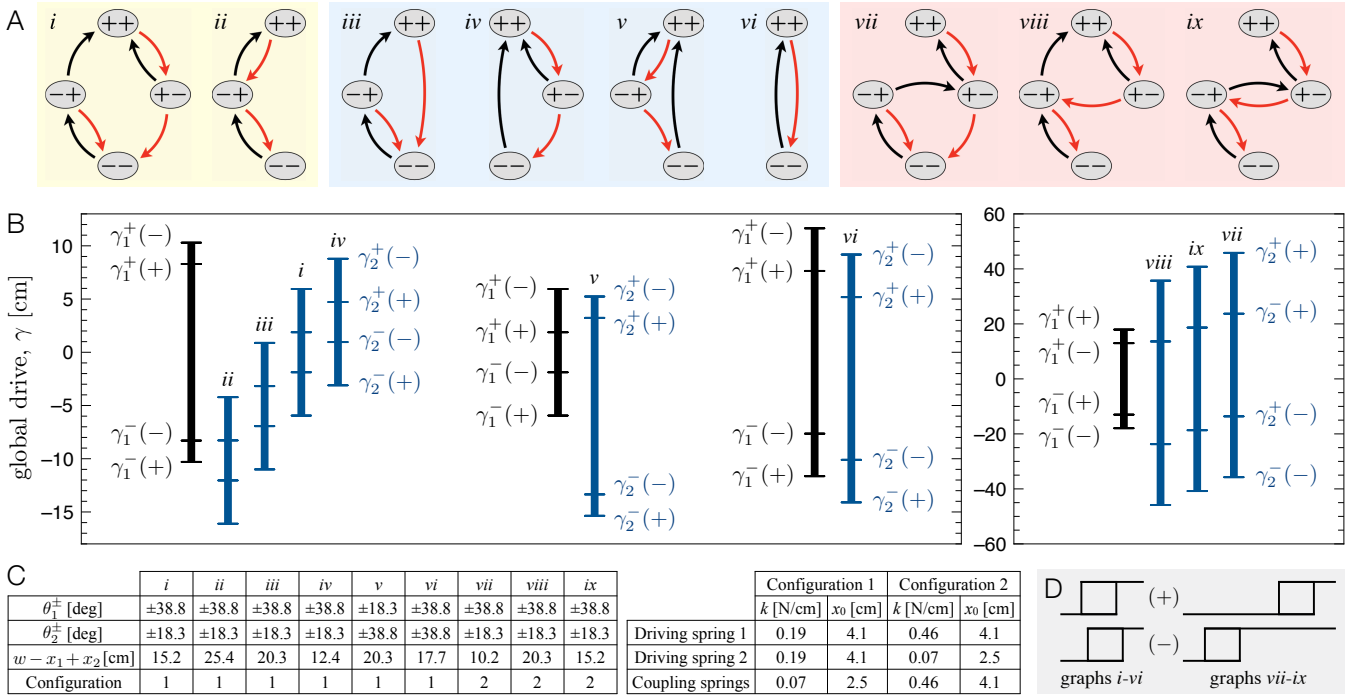 A
i ii iii iv v vi vii viii ix
++ ++ ++ ++ ++ ++ ++ ++ ++
−+ +− −+ −+ +− −+ −+ +− −+ +− −+ +−
−− −− −− −− −− −− −− −− −−
B
global drive, γ [cm]
10
5
0
−5
−10
−15
γ₁⁺(−)
γ₁⁺(+)
γ₁⁻(−)
γ₁⁻(+)
ii
iii
i
iv
γ₂⁺(−)
γ₂⁺(+)
γ₂⁻(−)
γ₂⁻(+)
γ₁⁺(−)
γ₁⁺(+)
γ₁⁻(−)
γ₁⁻(+)
v
γ₂⁺(−)
γ₂⁺(+)
γ₂⁻(−)
γ₂⁻(+)
γ₁⁺(−)
γ₁⁺(+)
γ₁⁻(−)
γ₁⁻(+)
vi
γ₂⁺(−)
γ₂⁺(+)
γ₂⁻(−)
γ₂⁻(+)
60
40
20
0
−20
−40
−60
γ₁⁺(+)
γ₁⁺(−)
γ₁⁻(+)
γ₁⁻(−)
viii
ix
vii
γ₂⁺(+)
γ₂⁻(+)
γ₂⁺(−)
γ₂⁻(−)
C
i ii iii iv v vi vii viii ix
θ₁± [deg] ±38.8 ±38.8 ±38.8 ±38.8 ±18.3 ±38.8 ±38.8 ±38.8 ±38.8
θ₂± [deg] ±18.3 ±18.3 ±18.3 ±18.3 ±38.8 ±38.8 ±18.3 ±18.3 ±18.3
w − x₁ + x₂ [cm] 15.2 25.4 20.3 12.4 20.3 17.7 10.2 20.3 15.2
Configuration 1 1 1 1 1 1 2 2 2
Configuration 1 Configuration 2
k [N/cm] x₀ [cm] k [N/cm] x₀ [cm]
Driving spring 1 0.19 4.1 0.46 4.1
Driving spring 2 0.19 4.1 0.07 2.5
Coupling springs 0.07 2.5 0.46 4.1
D
(+)
(−)
graphs i-vi graphs vii-ix